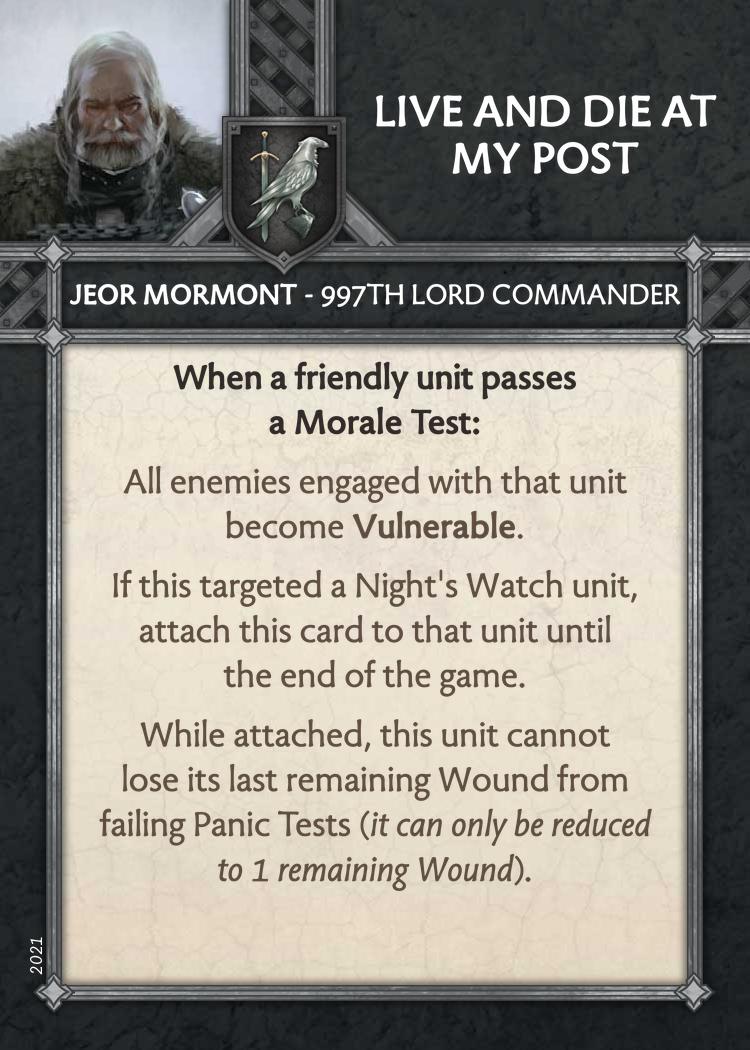 LIVE AND DIE AT
MY POST
JEOR MORMONT - 997TH LORD COMMANDER
When a friendly unit passes
a Morale Test:
All enemies engaged with that unit
become Vulnerable.
If this targeted a Night's Watch unit,
attach this card to that unit until
the end of the game.
While attached, this unit cannot
lose its last remaining Wound from
failing Panic Tests (it can only be reduced
to 1 remaining Wound).
2021